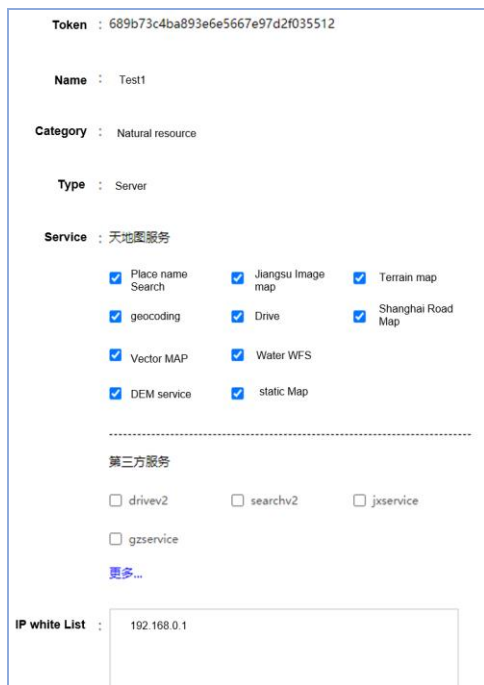 Token : 689b73c4ba893e6e5667e97d2f035512
Name : Test1
Category : Natural resource
Type : Server
Service : 天地图服务
Place name Search
Jiangsu Image map
Terrain map
geocoding
Drive
Shanghai Road Map
Vector MAP
Water WFS
DEM service
static Map
第三方服务
drivev2
searchv2
jxservice
gzservice
更多...
IP white List : 192.168.0.1